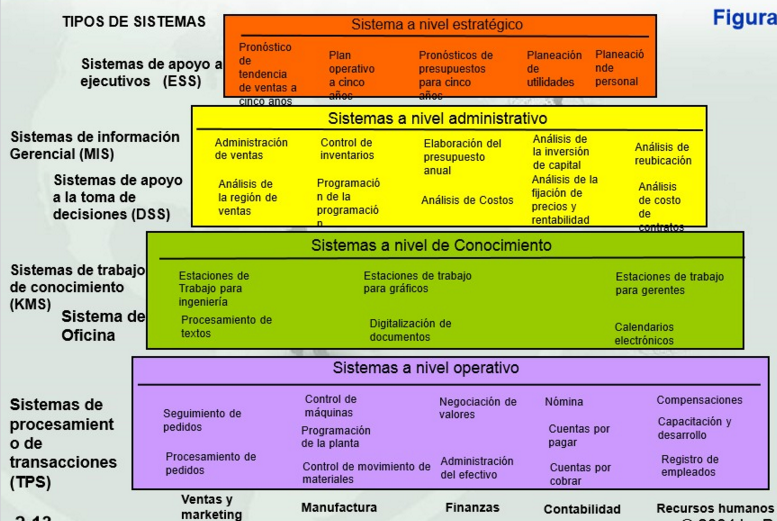 TIPOS DE SISTEMAS
Figura
Sistema a nivel estratégico
Sistemas de apoyo a
ejecutivos (ESS)
Pronóstico
de
tendencia
de ventas a
cinco años
Plan
operativo
a cinco
años
Pronósticos de
presupuestos
para cinco
años
Planeación
de
utilidades
Planeació
nde
personal
Sistemas a nivel administrativo
Sistemas de información
Gerencial (MIS)
Administración
de ventas
Control de
inventarios
Elaboración del
presupuesto
anual
Análisis de
la inversión
de capital
Análisis de
reubicación
Sistemas de apoyo
a la toma de
decisiones (DSS)
Análisis de
la región de
ventas
Programació
n de la
programació
n
Análisis de Costos
Análisis de la
fijación de
precios y
rentabilidad
Análisis
de costo
de
contratos
Sistemas a nivel de Conocimiento
Sistemas de trabajo
de conocimiento
(KMS)
Estaciones de
Trabajo para
ingeniería
Estaciones de trabajo
para gráficos
Estaciones de trabajo
para gerentes
Sistema de
Oficina
Procesamiento de
textos
Digitalización de
documentos
Calendarios
electrónicos
Sistemas a nivel operativo
Sistemas de
procesamient
o de
transacciones
(TPS)
Seguimiento de
pedidos
Procesamiento de
pedidos
Control de
máquinas
Programación
de la planta
Control de movimiento de
materiales
Negociación de
valores
Administración
del efectivo
Nómina
Cuentas por
pagar
Cuentas por
cobrar
Compensaciones
Capacitación y
desarrollo
Registro de
empleados
Ventas y
marketing
Manufactura
Finanzas
Contabilidad
Recursos humanos